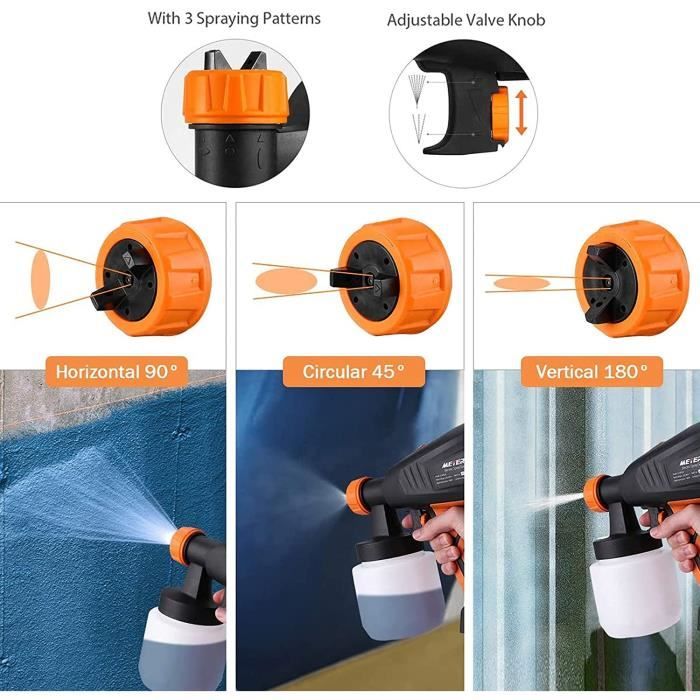 With 3 Spraying Patterns
Adjustable Valve Knob
Horizontal 90°
Circular 45°
Vertical 180°